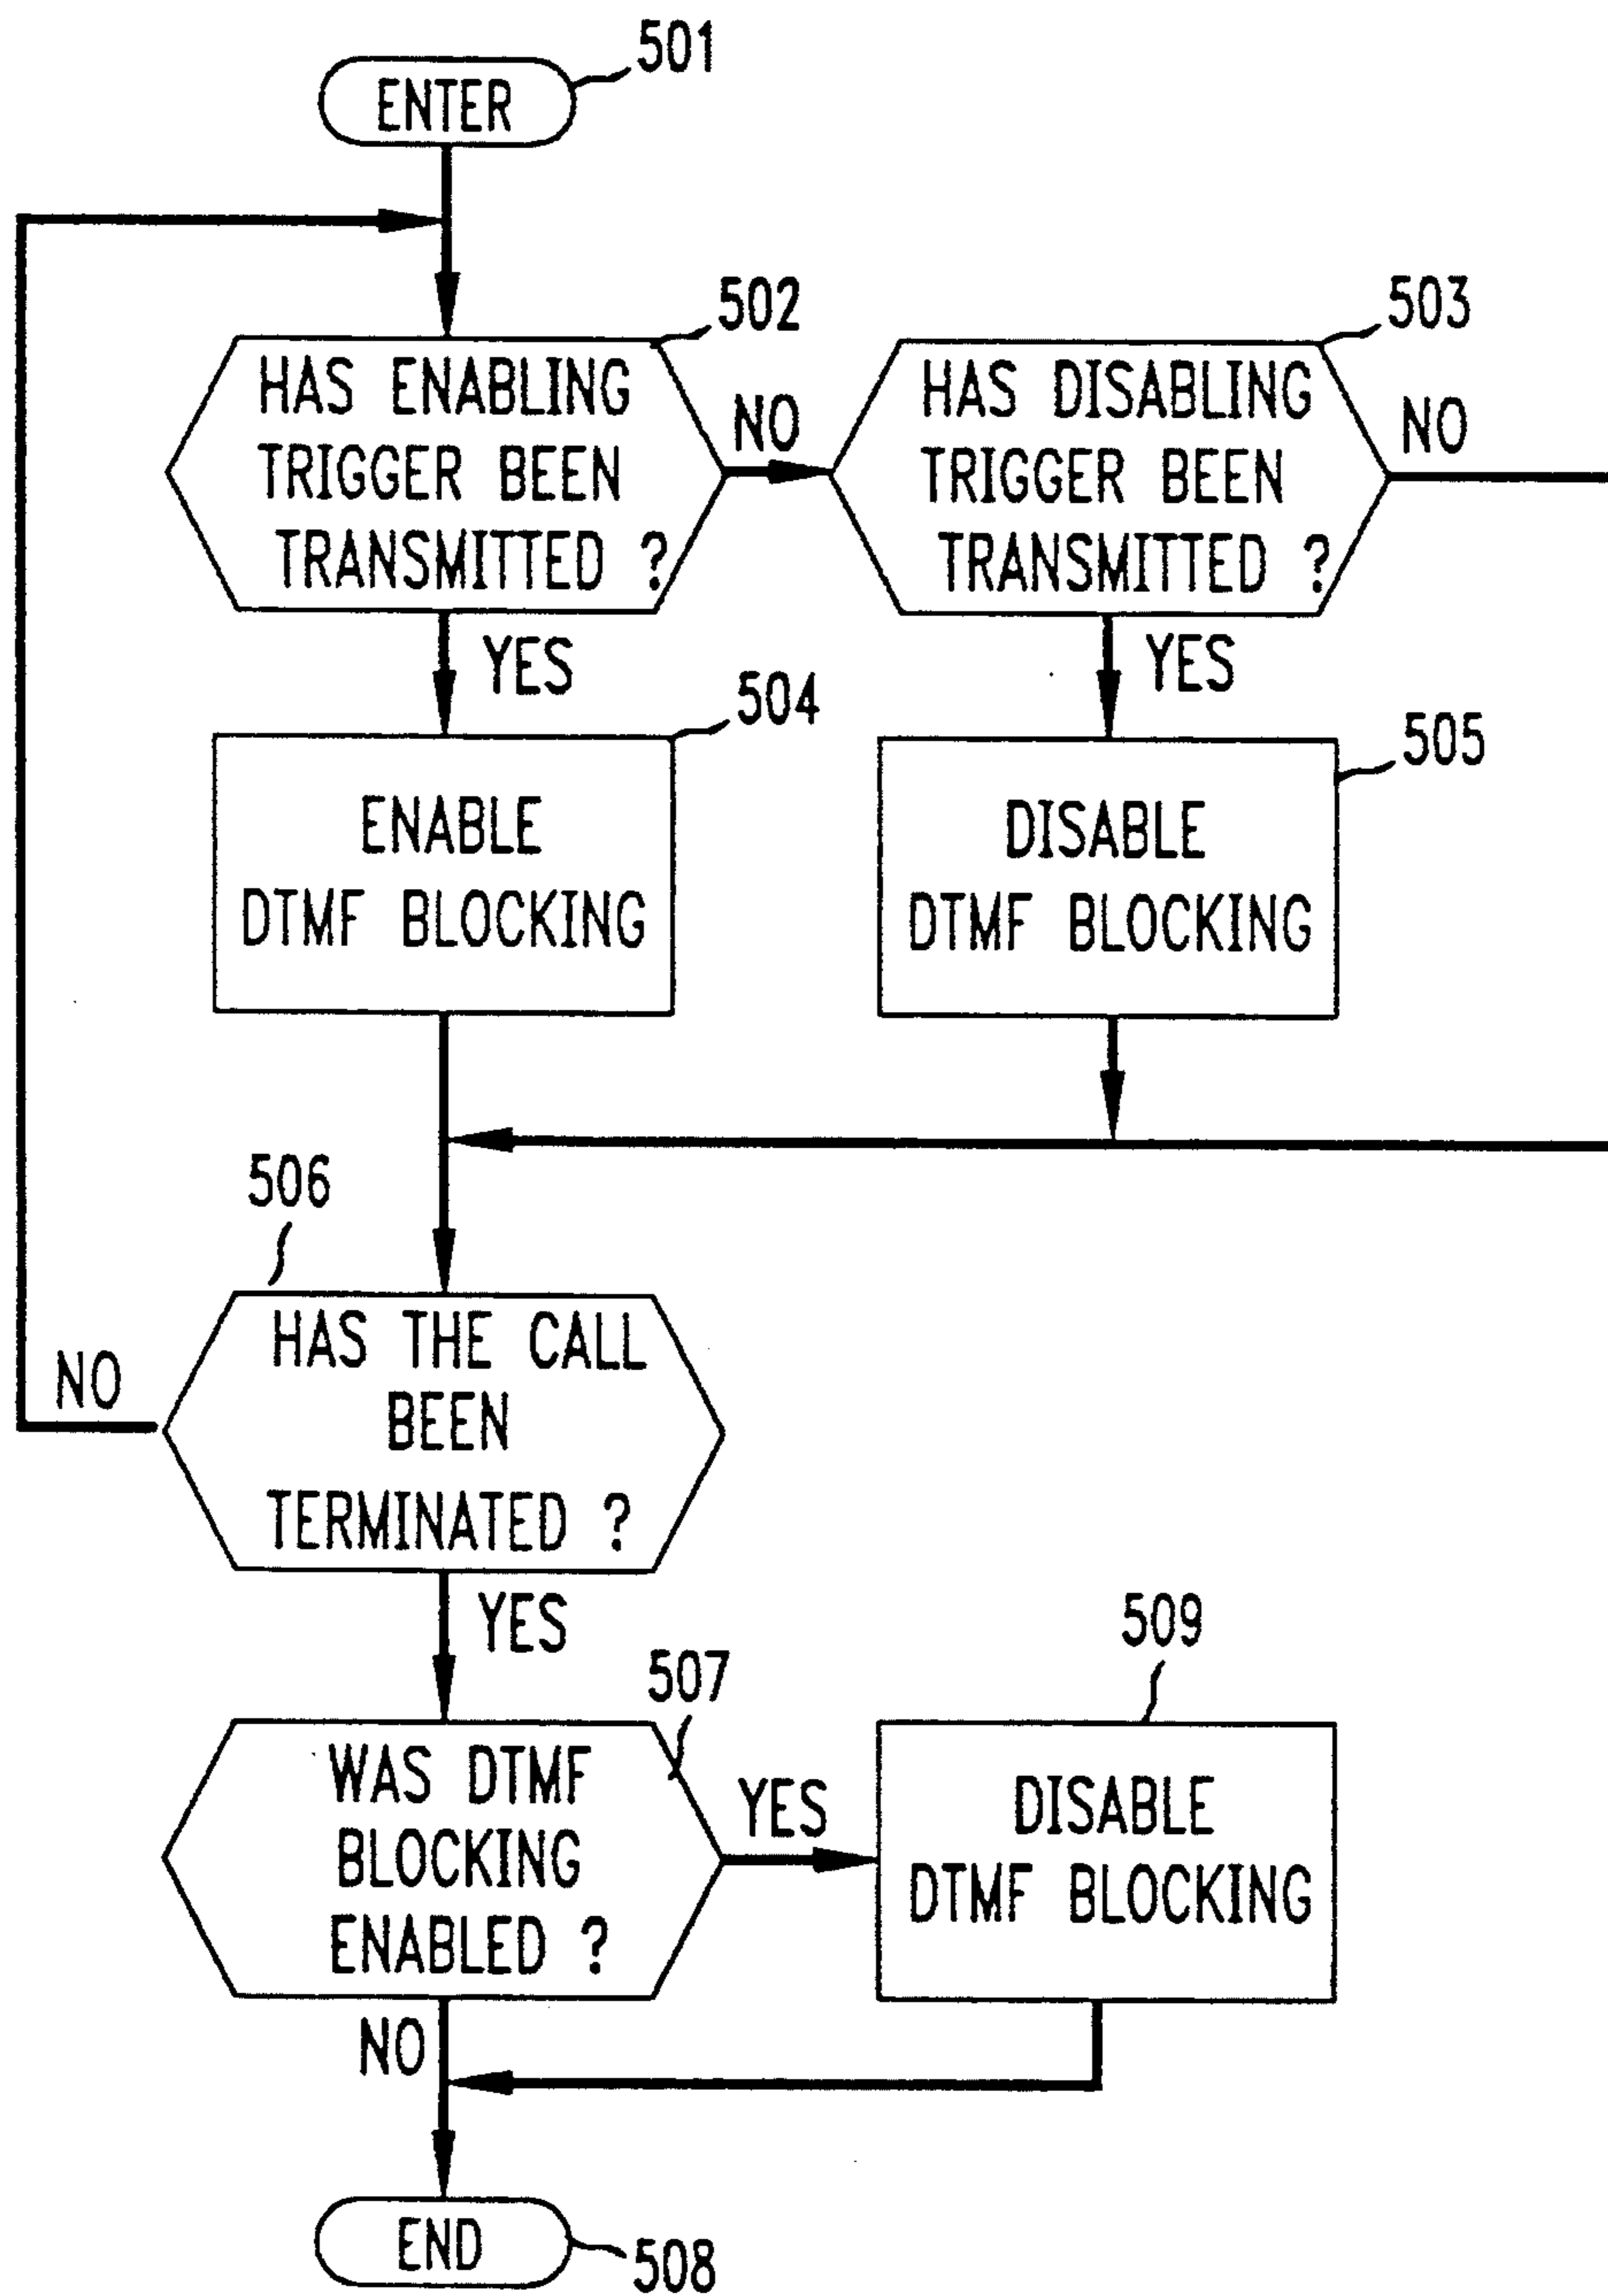 501
ENTER
502
HAS ENABLING
TRIGGER BEEN
TRANSMITTED ?
NO
503
HAS DISABLING
TRIGGER BEEN
TRANSMITTED ?
NO
YES
YES
504
ENABLE
DTMF BLOCKING
505
DISABLE
DTMF BLOCKING
506
HAS THE CALL
BEEN
TERMINATED ?
NO
YES
507
WAS DTMF
BLOCKING
ENABLED ?
YES
509
DISABLE
DTMF BLOCKING
NO
END
508